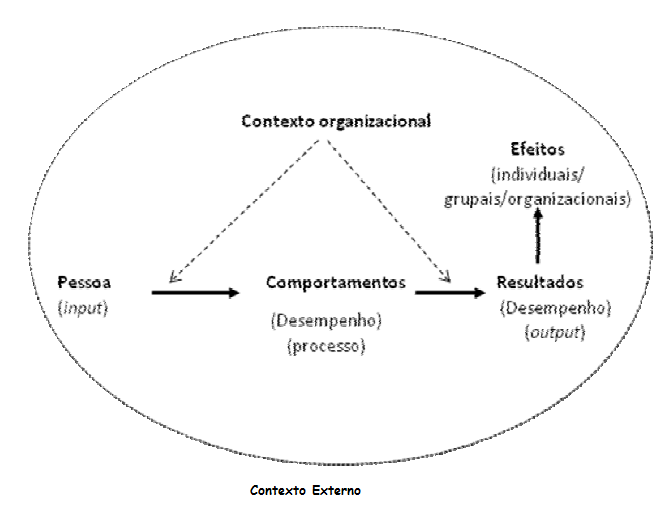 Contexto organizacional
Efeitos
(individuais/
grupais/organizacionais)
Pessoa
(input)
Comportamentos
(Desempenho)
(processo)
Resultados
(Desempenho)
(output)
Contexto Externo